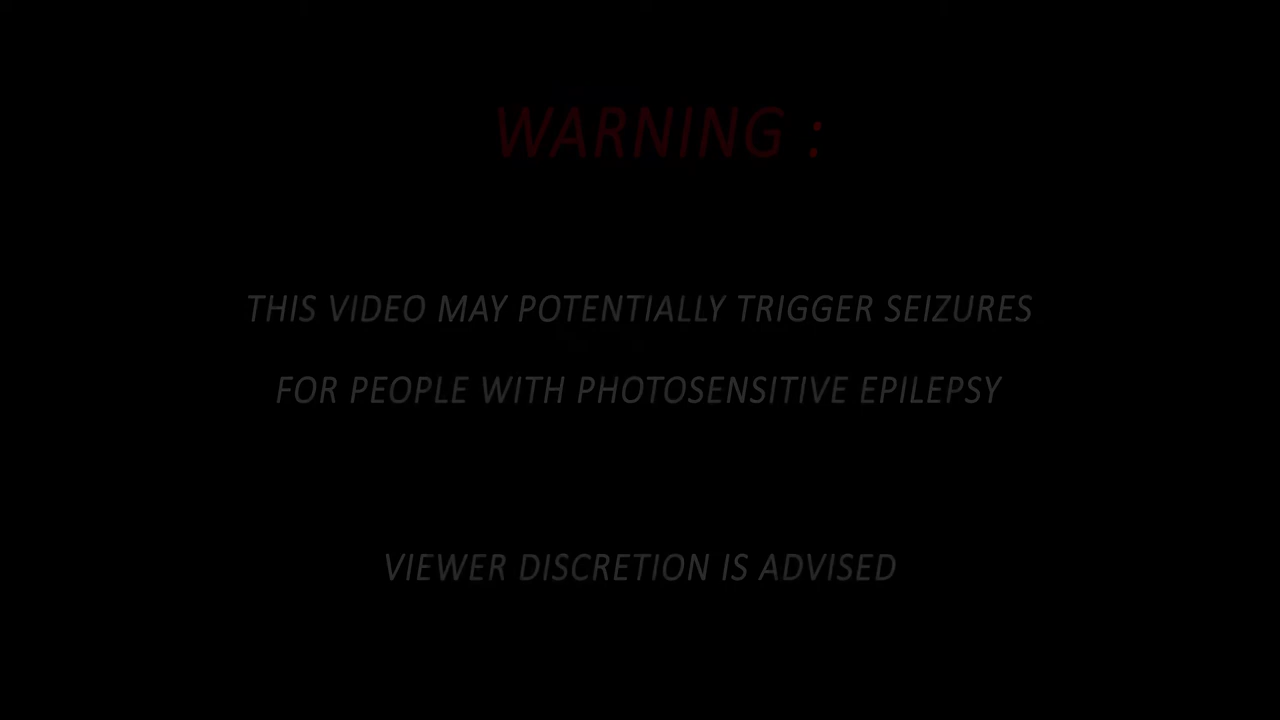 WARNING :
THIS VIDEO MAY POTENTIALLY TRIGGER SEIZURES
FOR PEOPLE WITH PHOTOSENSITIVE EPILEPSY
VIEWER DISCRETION IS ADVISED